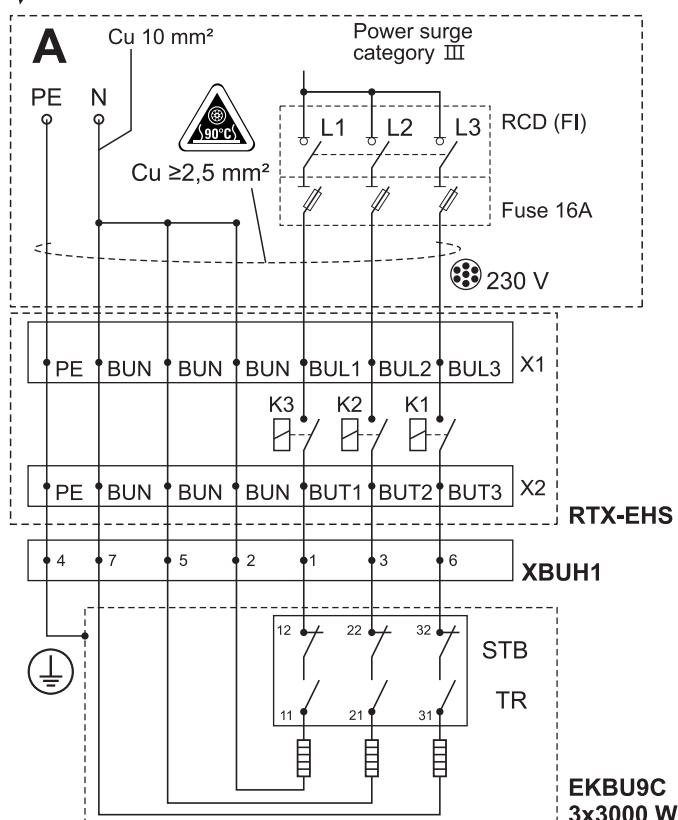 A
Cu 10 mm²
Power surge
category III
PE N
90°C
L1 L2 L3
RCD (FI)
Cu ≥2,5 mm²
Fuse 16A
230 V
PE BUN BUN BUN BUL1 BUL2 BUL3 X1
K3 K2 K1
PE BUN BUN BUN BUT1 BUT2 BUT3 X2
RTX-EHS
4 7 5 2 1 3 6
XBUH1
12 22 32
STB
TR
11 21 31
EKBU9C
3x3000 W